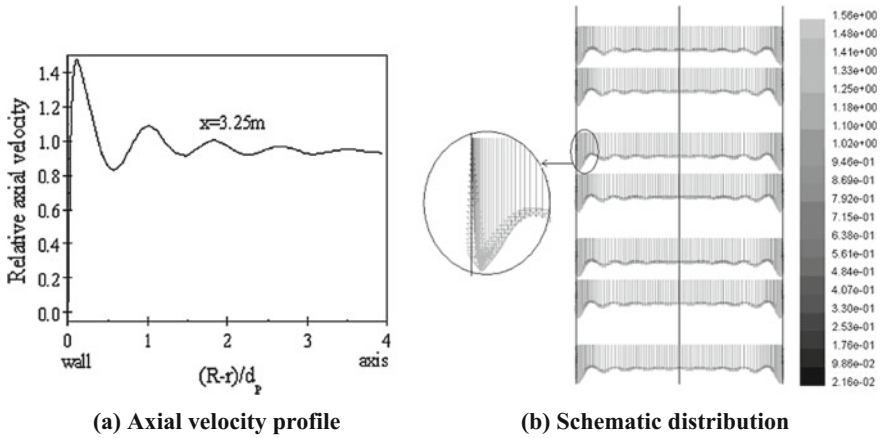 Relative axial velocity
1.4
1.2
1.0
0.8
0.6
0.4
0.2
0.0
x=3.25m
0 1 2 3 4
wall axis
(R-r)/dp
(a) Axial velocity profile
1.56e+00
1.48e+00
1.41e+00
1.33e+00
1.25e+00
1.18e+00
1.10e+00
1.02e+00
9.46e-01
8.69e-01
7.92e-01
7.15e-01
6.38e-01
5.61e-01
4.84e-01
4.07e-01
3.30e-01
2.53e-01
1.76e-01
9.86e-02
2.16e-02
(b) Schematic distribution